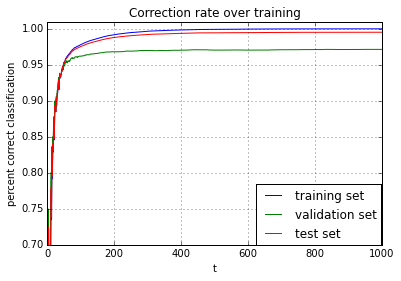 Correction rate over training
percent correct classification
1.00
0.95
0.90
0.85
0.80
0.75
0.70
0
200
400
600
800
1000
t
training set
validation set
test set